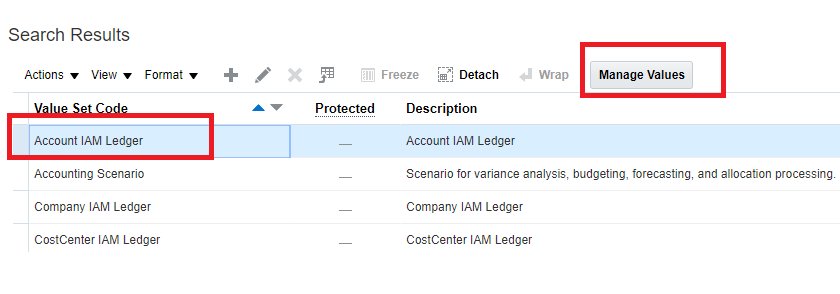 Search Results
Actions View Format Freeze Detach Wrap Manage Values
Value Set Code Protected Description
Account IAM Ledger — Account IAM Ledger
Accounting Scenario — Scenario for variance analysis, budgeting, forecasting, and allocation processing.
Company IAM Ledger — Company IAM Ledger
CostCenter IAM Ledger — CostCenter IAM Ledger